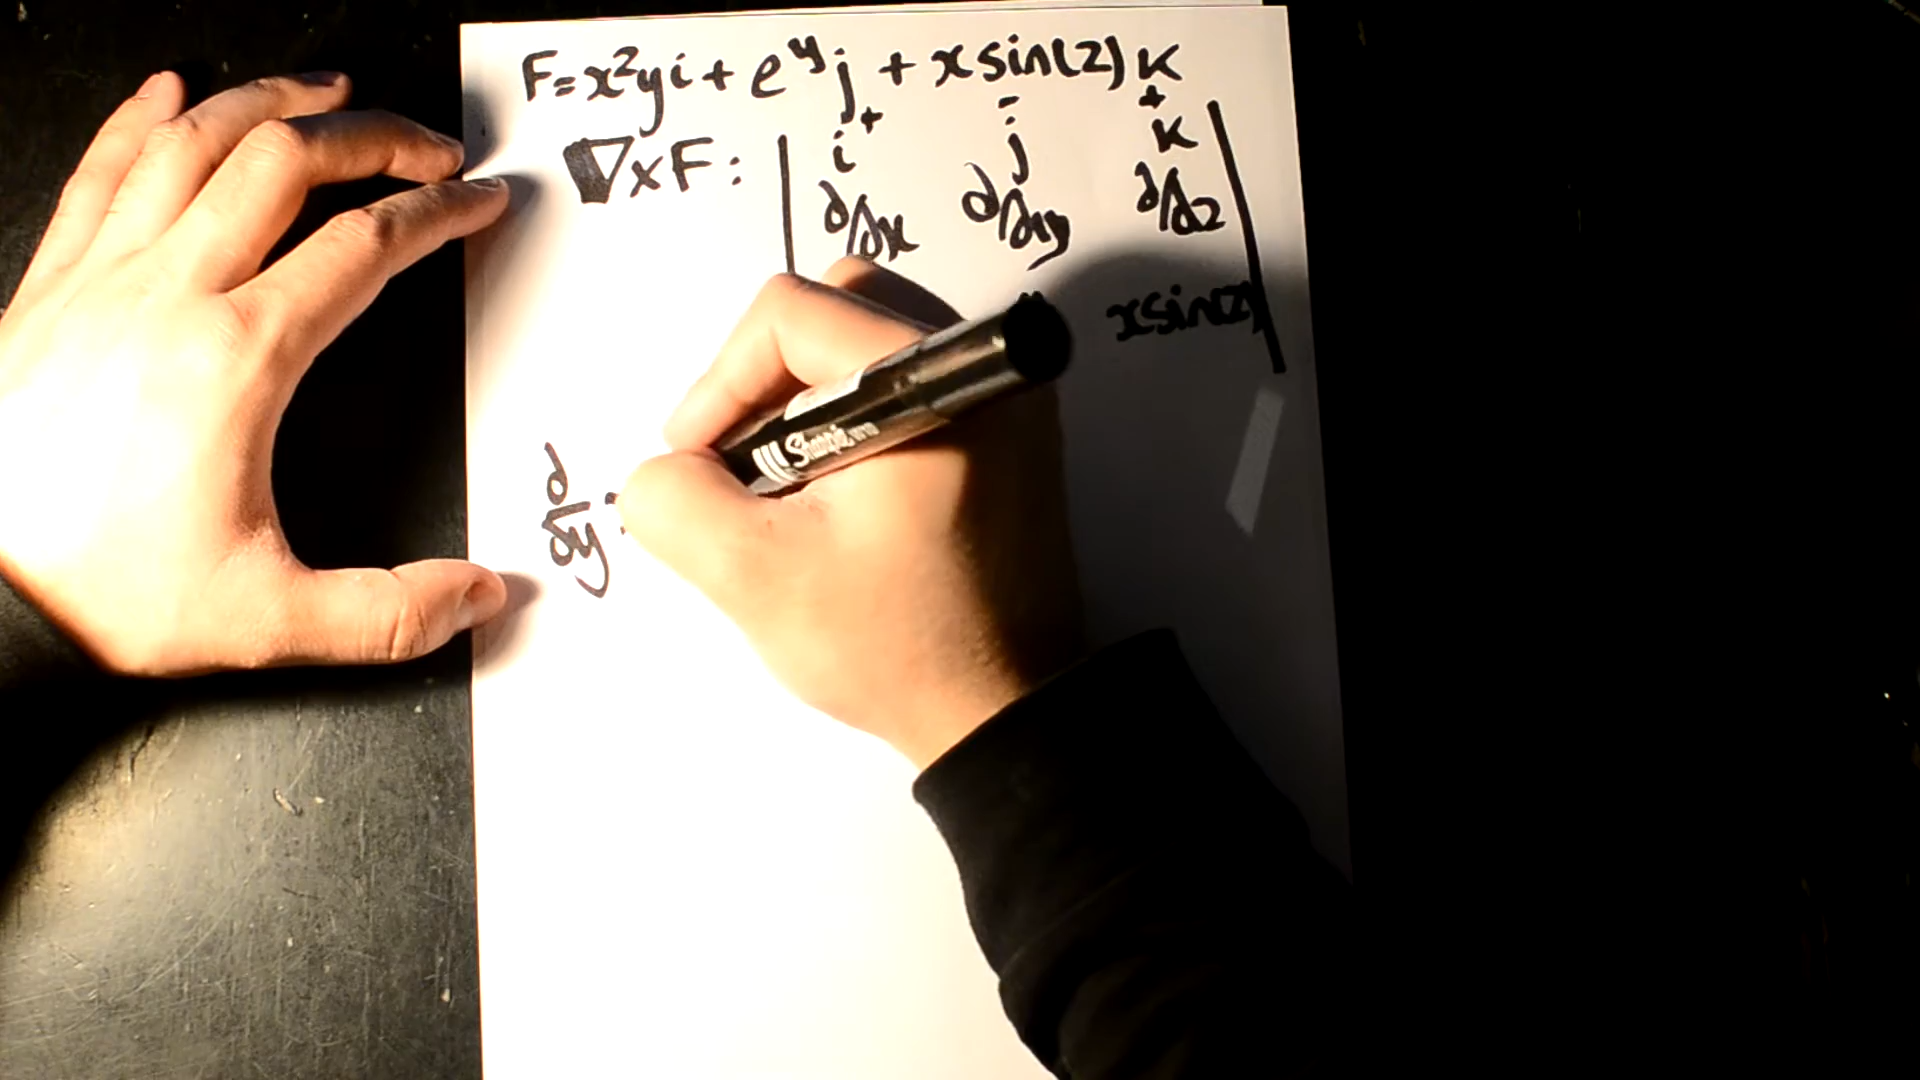 F=x²yi + e^y j + xsin(z) k
+ - +
∇xF: | i j k |
∂/∂x ∂/∂y ∂/∂z
xsin(z)
∂/∂y
Sharpie